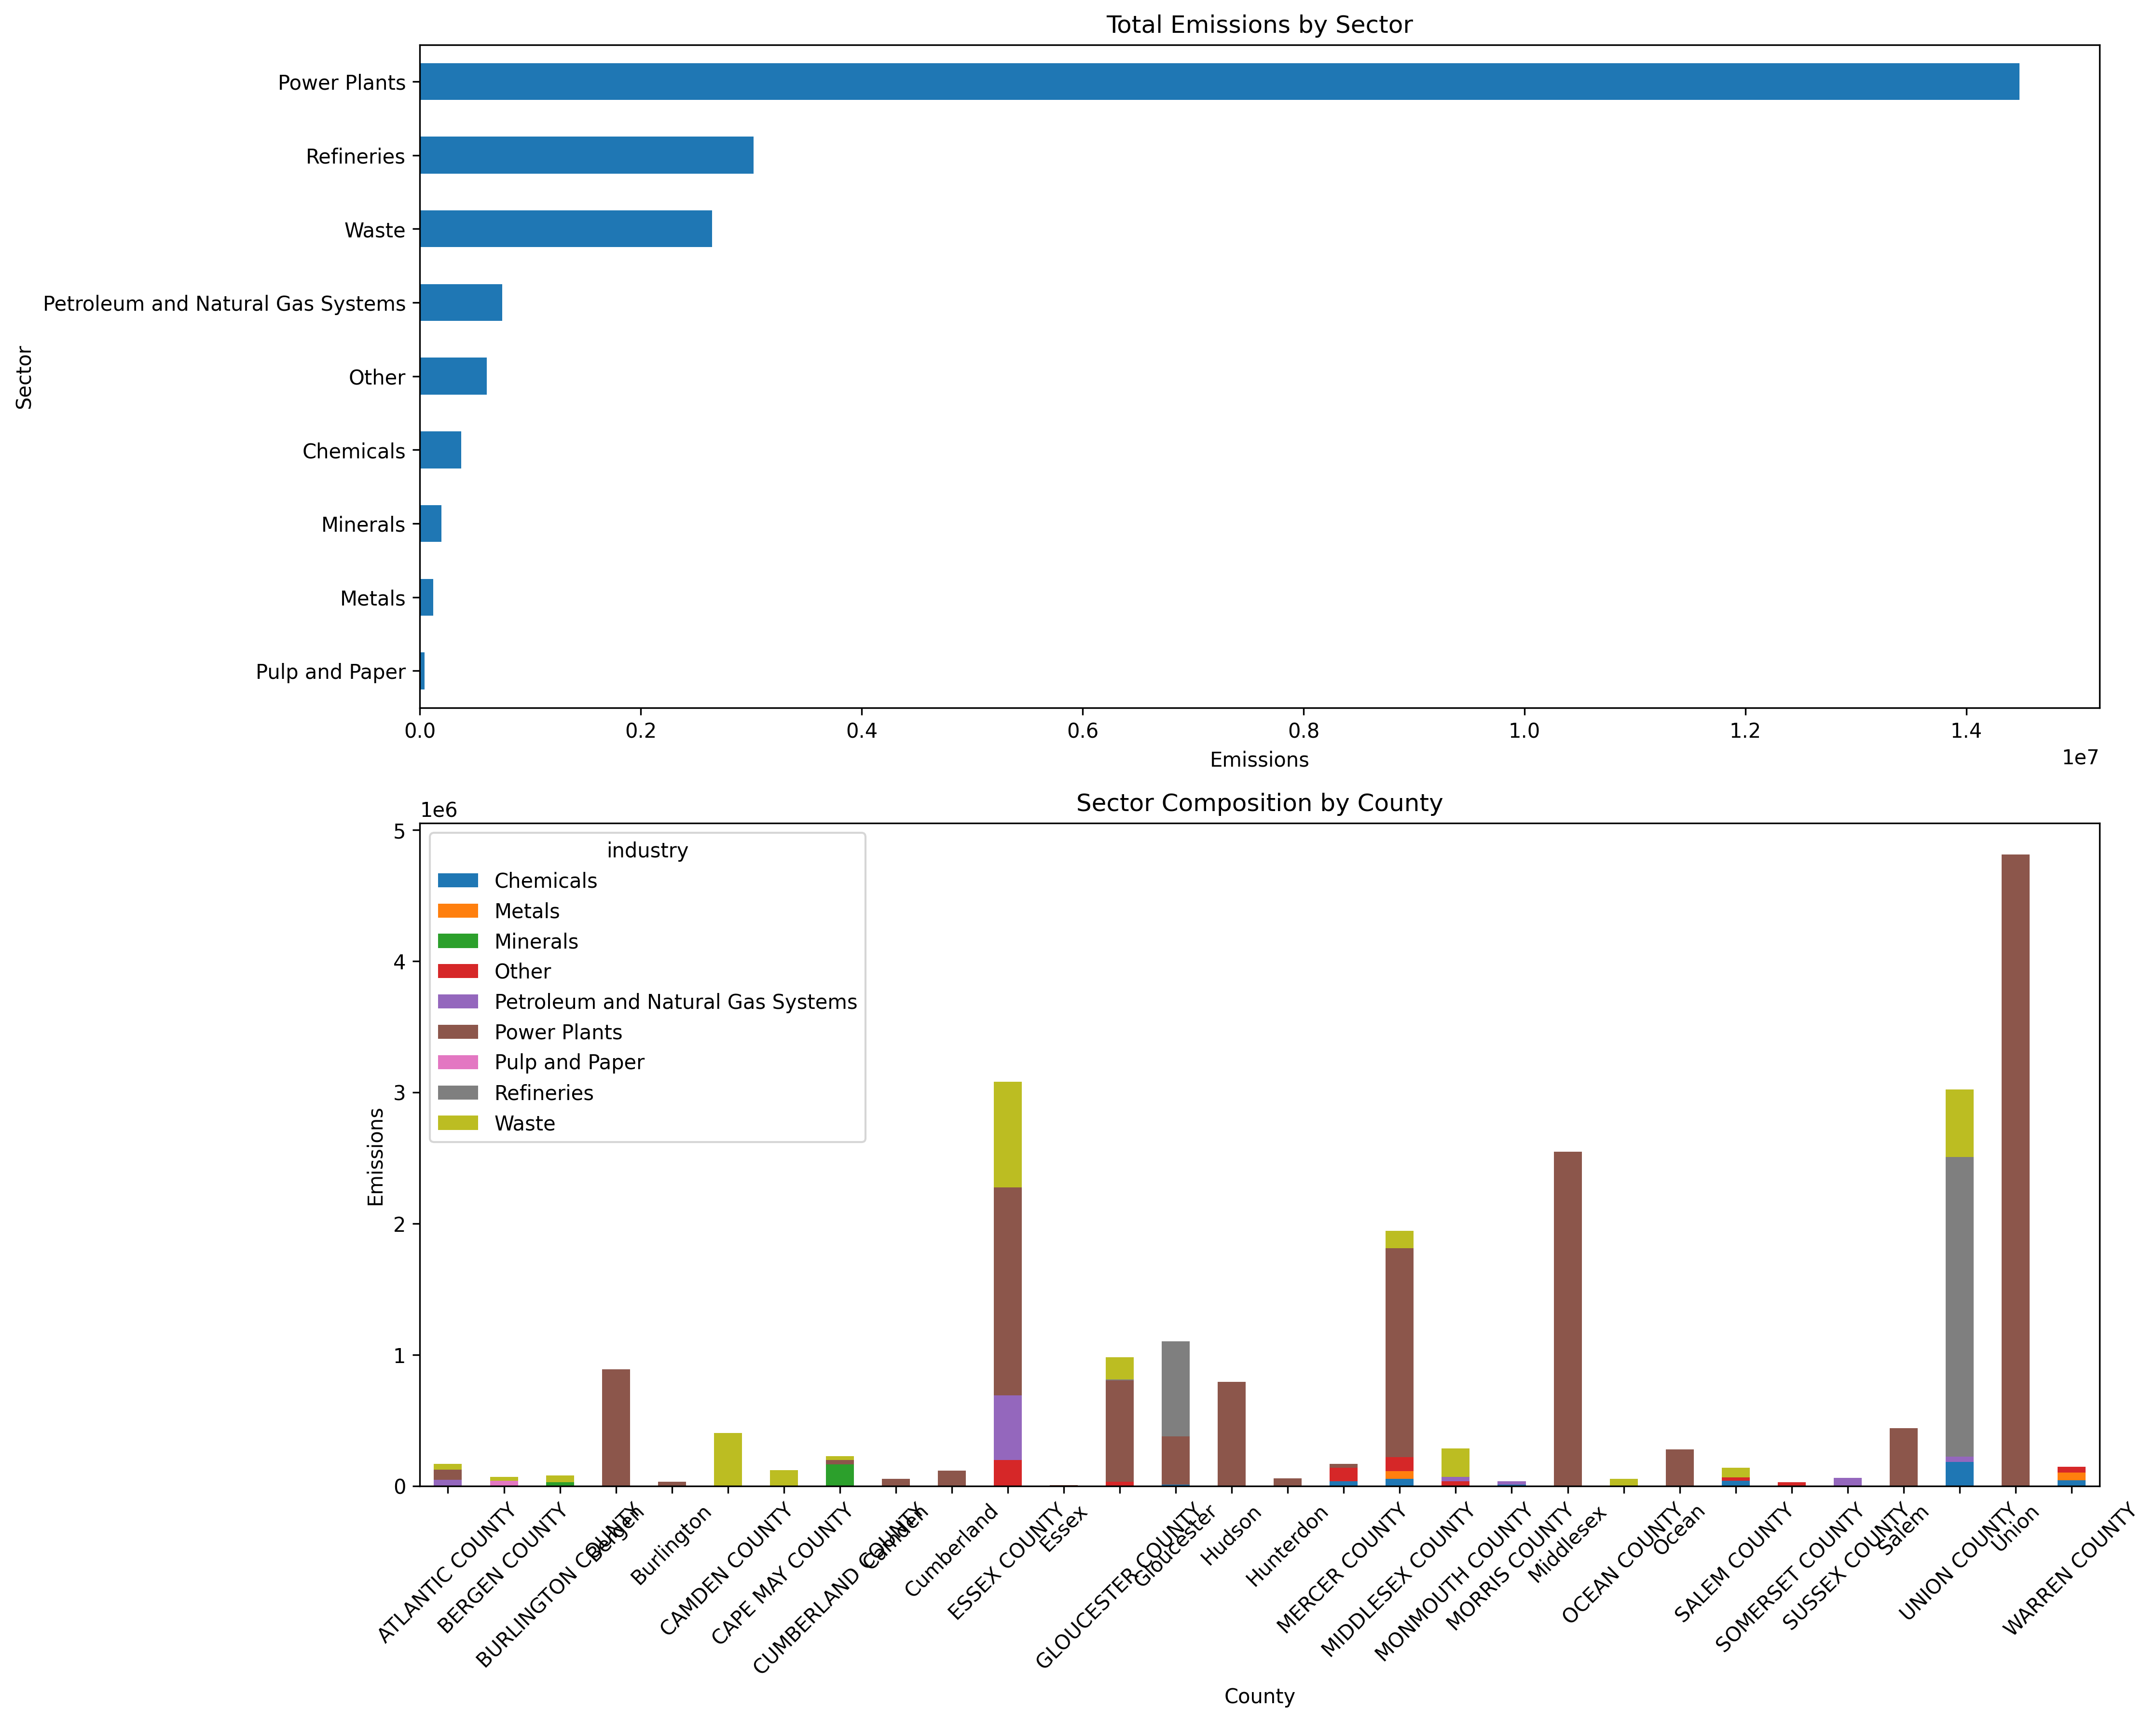 Total Emissions by Sector
Power Plants
Refineries
Waste
Petroleum and Natural Gas Systems
Other
Chemicals
Minerals
Metals
Pulp and Paper
Sector
0.0 0.2 0.4 0.6 0.8 1.0 1.2 1.4
Emissions
1e7
Sector Composition by County
1e6
5
4
3
2
1
0
Emissions
industry
Chemicals
Metals
Minerals
Other
Petroleum and Natural Gas Systems
Power Plants
Pulp and Paper
Refineries
Waste
ATLANTIC COUNTY
BERGEN COUNTY
BURLINGTON COUNTY
Bergen
Burlington
CAMDEN COUNTY
CAPE MAY COUNTY
CUMBERLAND COUNTY
Camden
Cumberland
ESSEX COUNTY
Essex
GLOUCESTER COUNTY
Gloucester
Hudson
Hunterdon
MERCER COUNTY
MIDDLESEX COUNTY
MONMOUTH COUNTY
MORRIS COUNTY
Middlesex
OCEAN COUNTY
Ocean
SALEM COUNTY
SOMERSET COUNTY
SUSSEX COUNTY
Salem
UNION COUNTY
Union
WARREN COUNTY
County